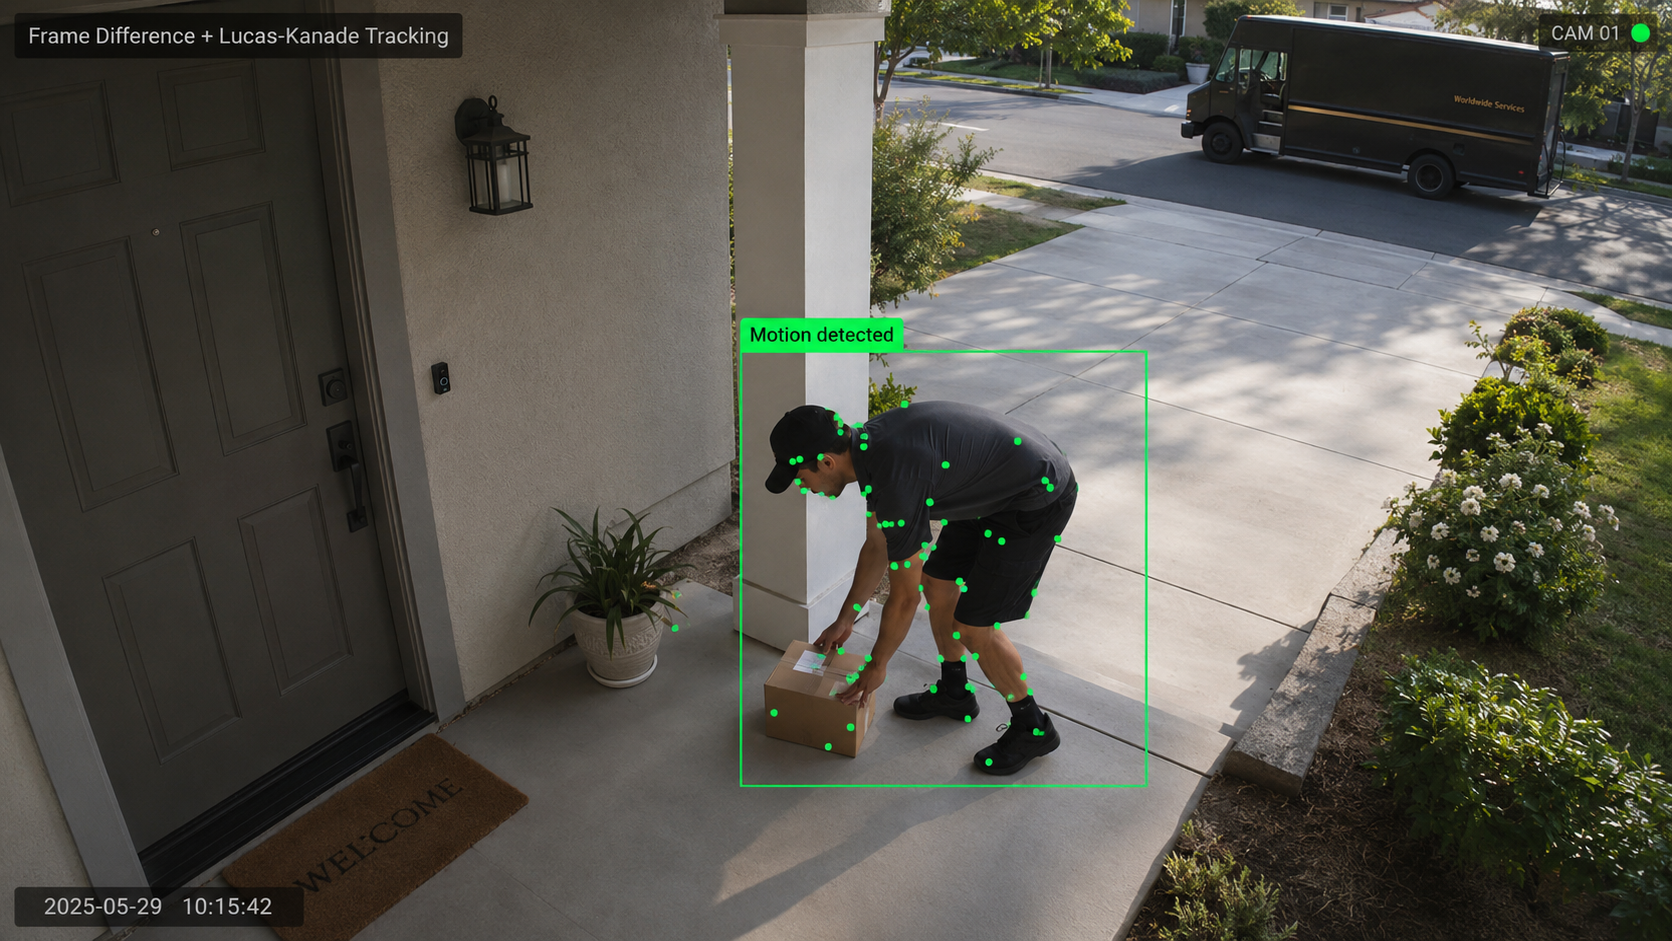 Frame Difference + Lucas-Kanade Tracking
CAM 01
Worldwide Services
Motion detected
WELCOME
2025-05-29 10:15:42